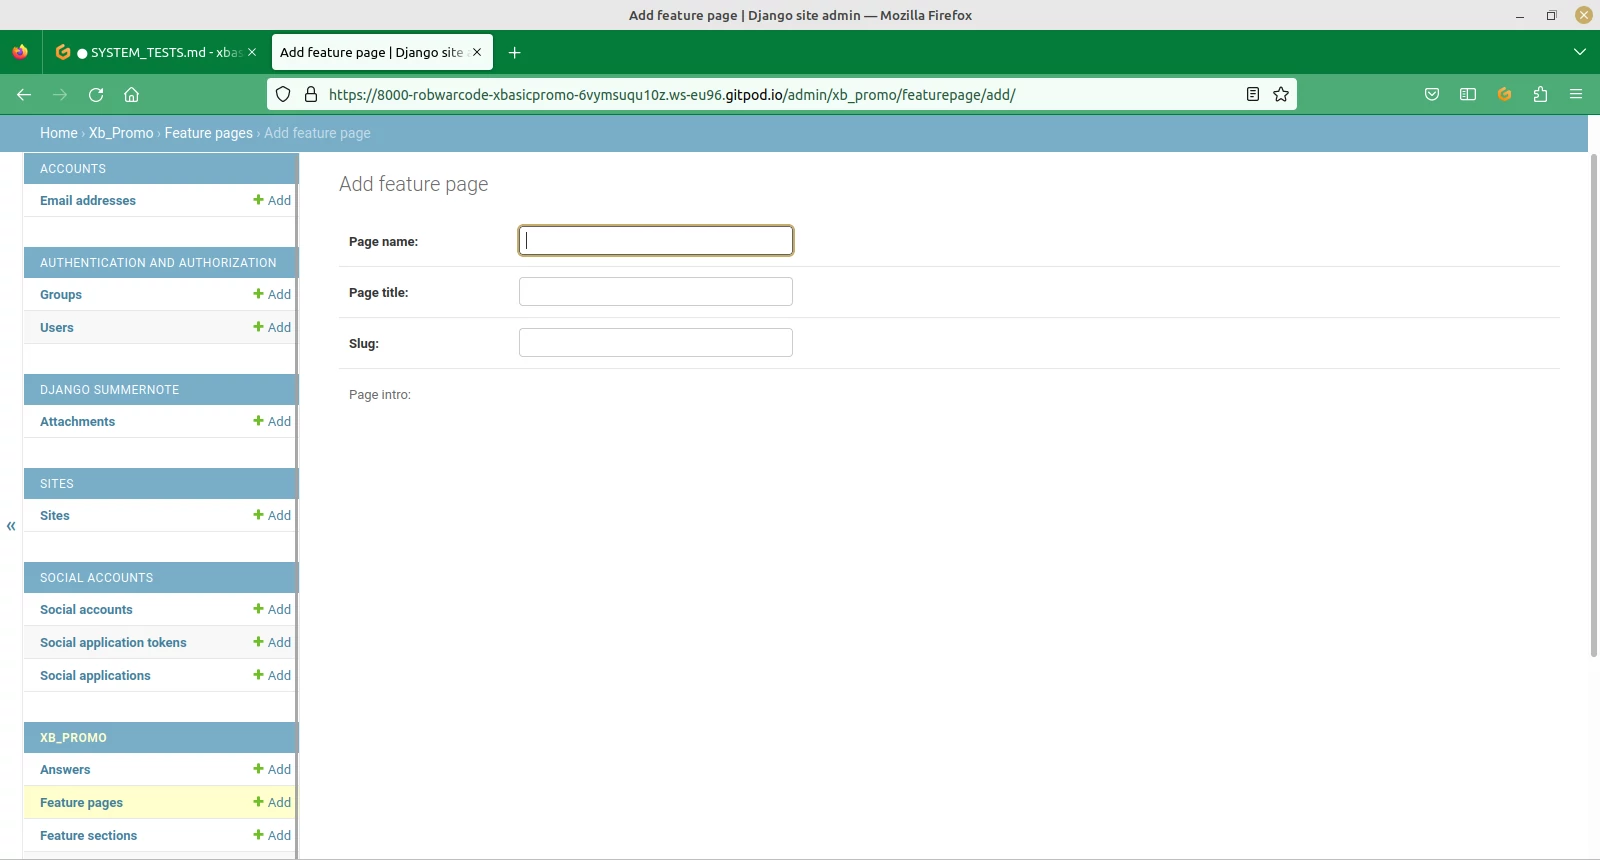 Add feature page | Django site admin — Mozilla Firefox
SYSTEM_TESTS.md - xbas
Add feature page | Django site a
https://8000-robwarcode-xbasicpromo-6vymsuqu10z.ws-eu96.gitpod.io/admin/xb_promo/featurepage/add/
Home › Xb_Promo › Feature pages › Add feature page
ACCOUNTS
Email addresses + Add
AUTHENTICATION AND AUTHORIZATION
Groups + Add
Users + Add
DJANGO SUMMERNOTE
Attachments + Add
SITES
Sites + Add
«
SOCIAL ACCOUNTS
Social accounts + Add
Social application tokens + Add
Social applications + Add
XB_PROMO
Answers + Add
Feature pages + Add
Feature sections + Add
Add feature page
Page name:
Page title:
Slug:
Page intro: